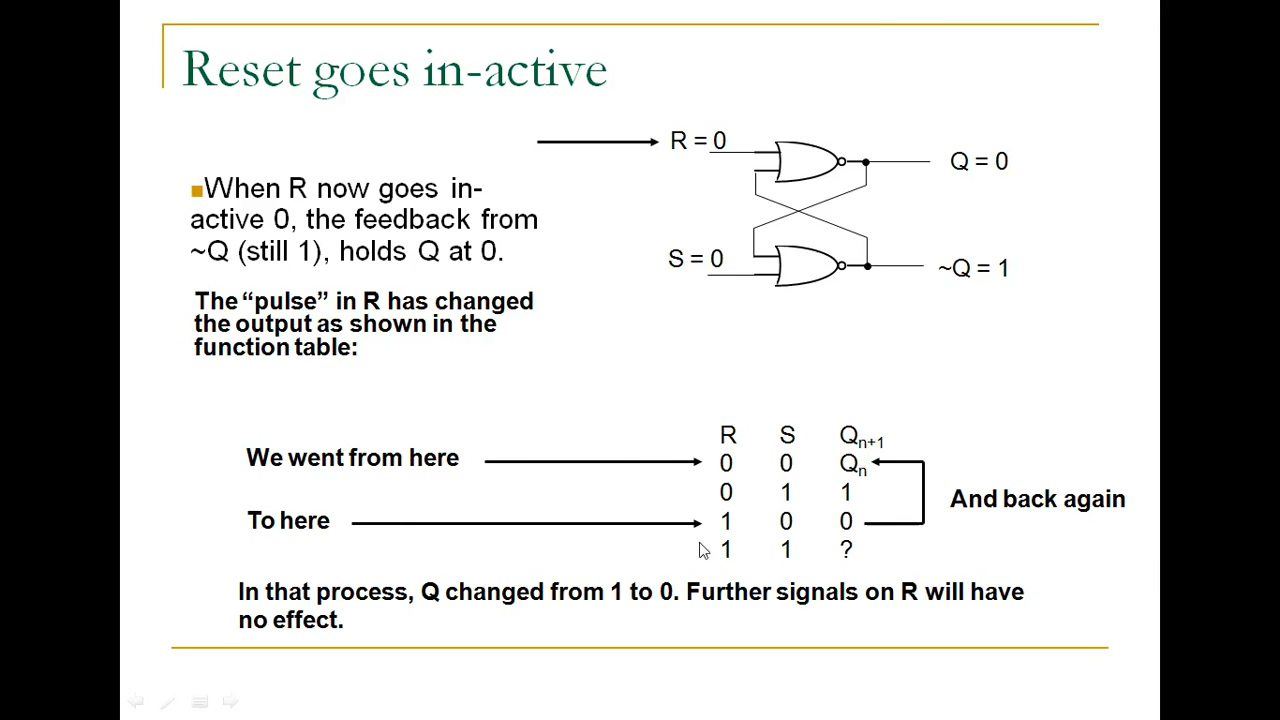 Reset goes in-active
R = 0
Q = 0
■When R now goes in-
active 0, the feedback from
~Q (still 1), holds Q at 0.
S = 0
~Q = 1
The “pulse” in R has changed
the output as shown in the
function table:
R S Qn+1
We went from here
0 0 Qn
0 1 1
And back again
To here
1 0 0
1 1 ?
In that process, Q changed from 1 to 0. Further signals on R will have
no effect.